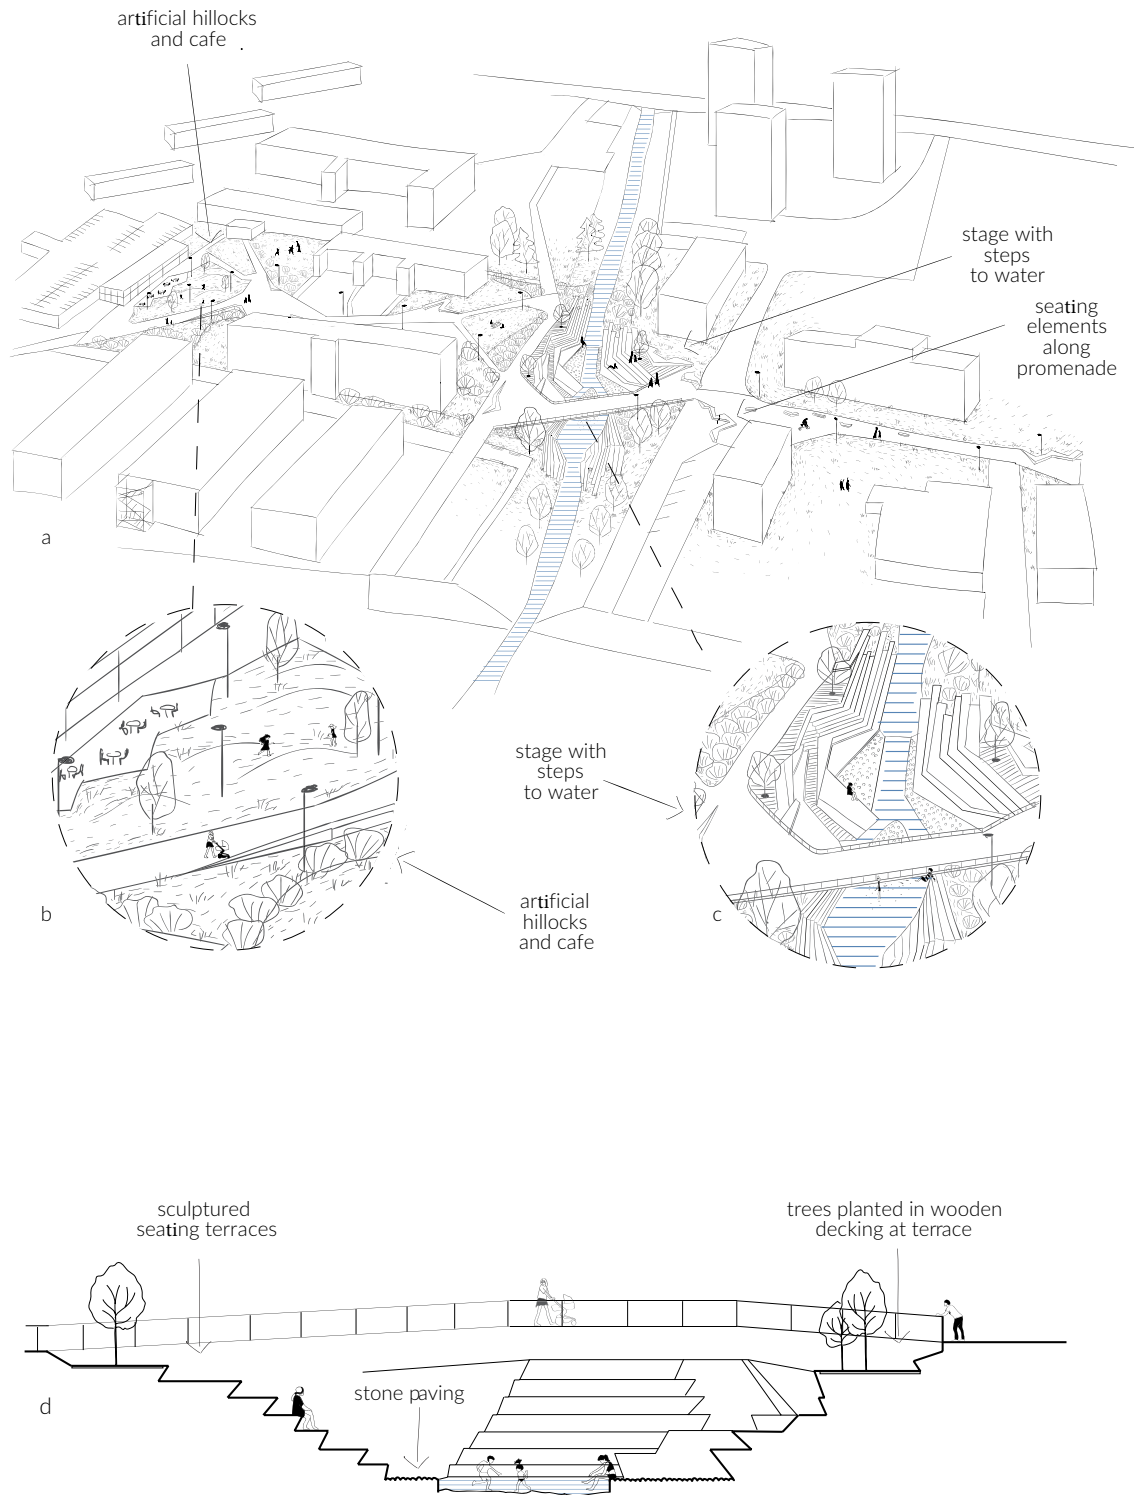 artificial hillocks
and cafe
stage with
steps
to water
seating
elements
along
promenade
a
stage with
steps
to water
b
artificial
hillocks
and cafe
c
sculptured
seating terraces
trees planted in wooden
decking at terrace
stone paving
d